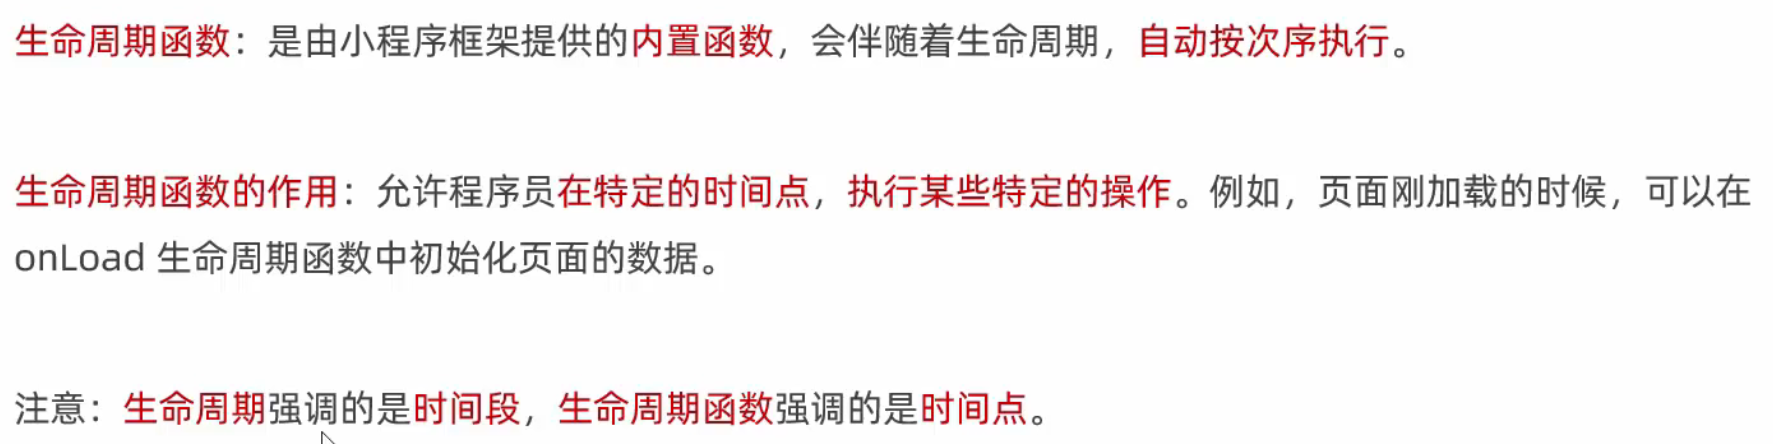 生命周期函数：是由小程序框架提供的内置函数，会伴随着生命周期，自动按次序执行。
生命周期函数的作用：允许程序员在特定的时间点，执行某些特定的操作。例如，页面刚加载的时候，可以在
onLoad 生命周期函数中初始化页面的数据。
注意：生命周期强调的是时间段，生命周期函数强调的是时间点。